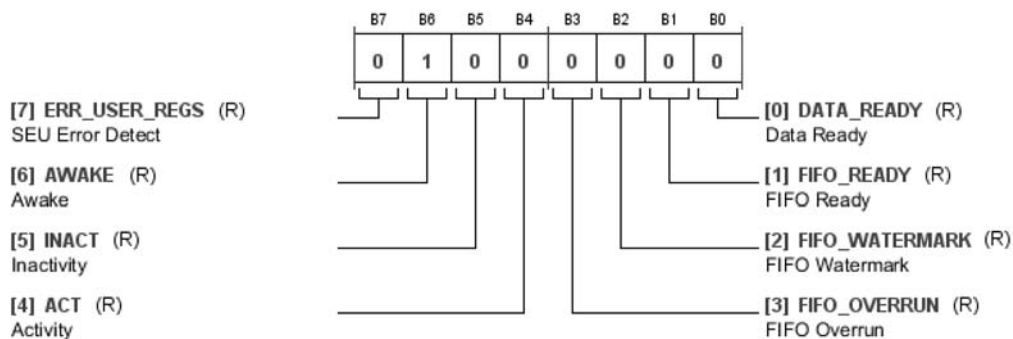 B7 B6 B5 B4 B3 B2 B1 B0
0 1 0 0 0 0 0 0
[7] ERR_USER_REGS (R)
SEU Error Detect
[6] AWAKE (R)
Awake
[5] INACT (R)
Inactivity
[4] ACT (R)
Activity
[0] DATA_READY (R)
Data Ready
[1] FIFO_READY (R)
FIFO Ready
[2] FIFO_WATERMARK (R)
FIFO Watermark
[3] FIFO_OVERRUN (R)
FIFO Overrun